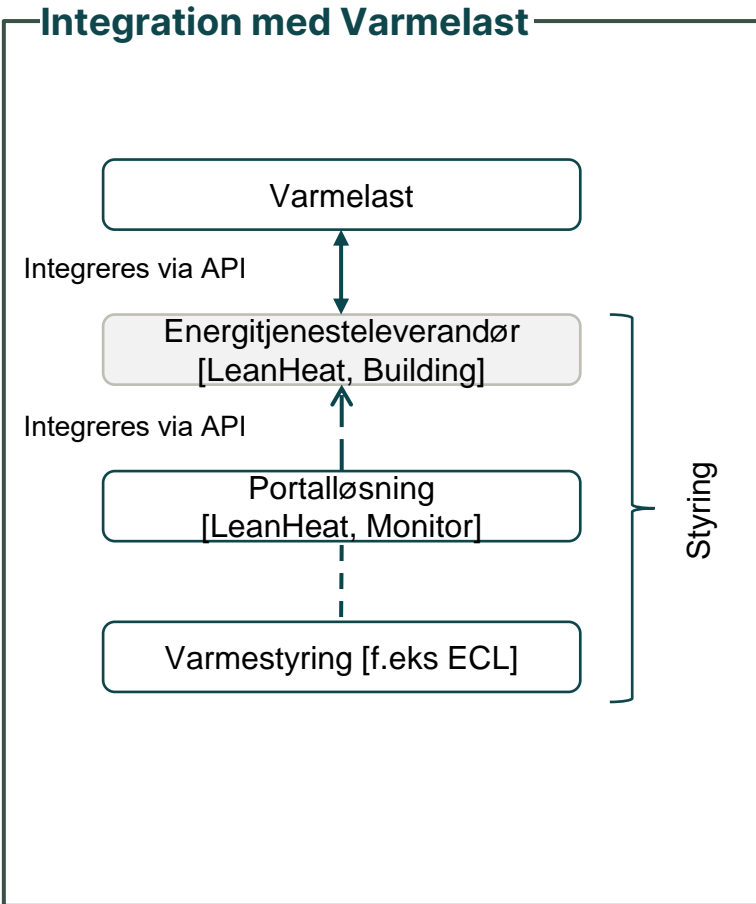 Integration med Varmelast
Varmelast
Integreres via API
Energitjenesteleverandør
[LeanHeat, Building]
Integreres via API
Portalløsning
[LeanHeat, Monitor]
Styring
Varmestyring [f.eks ECL]